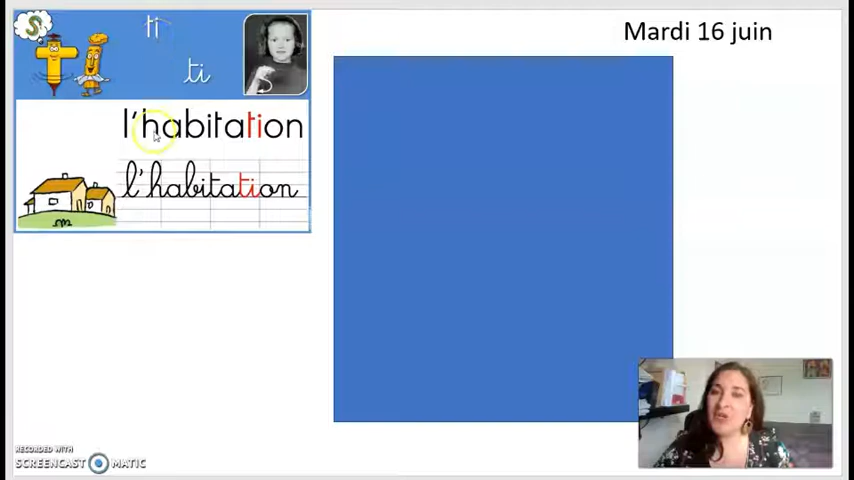 S
ti
ti
Mardi 16 juin
l'habitation
l'habitation
RECORDED WITH
SCREENCAST MATIC